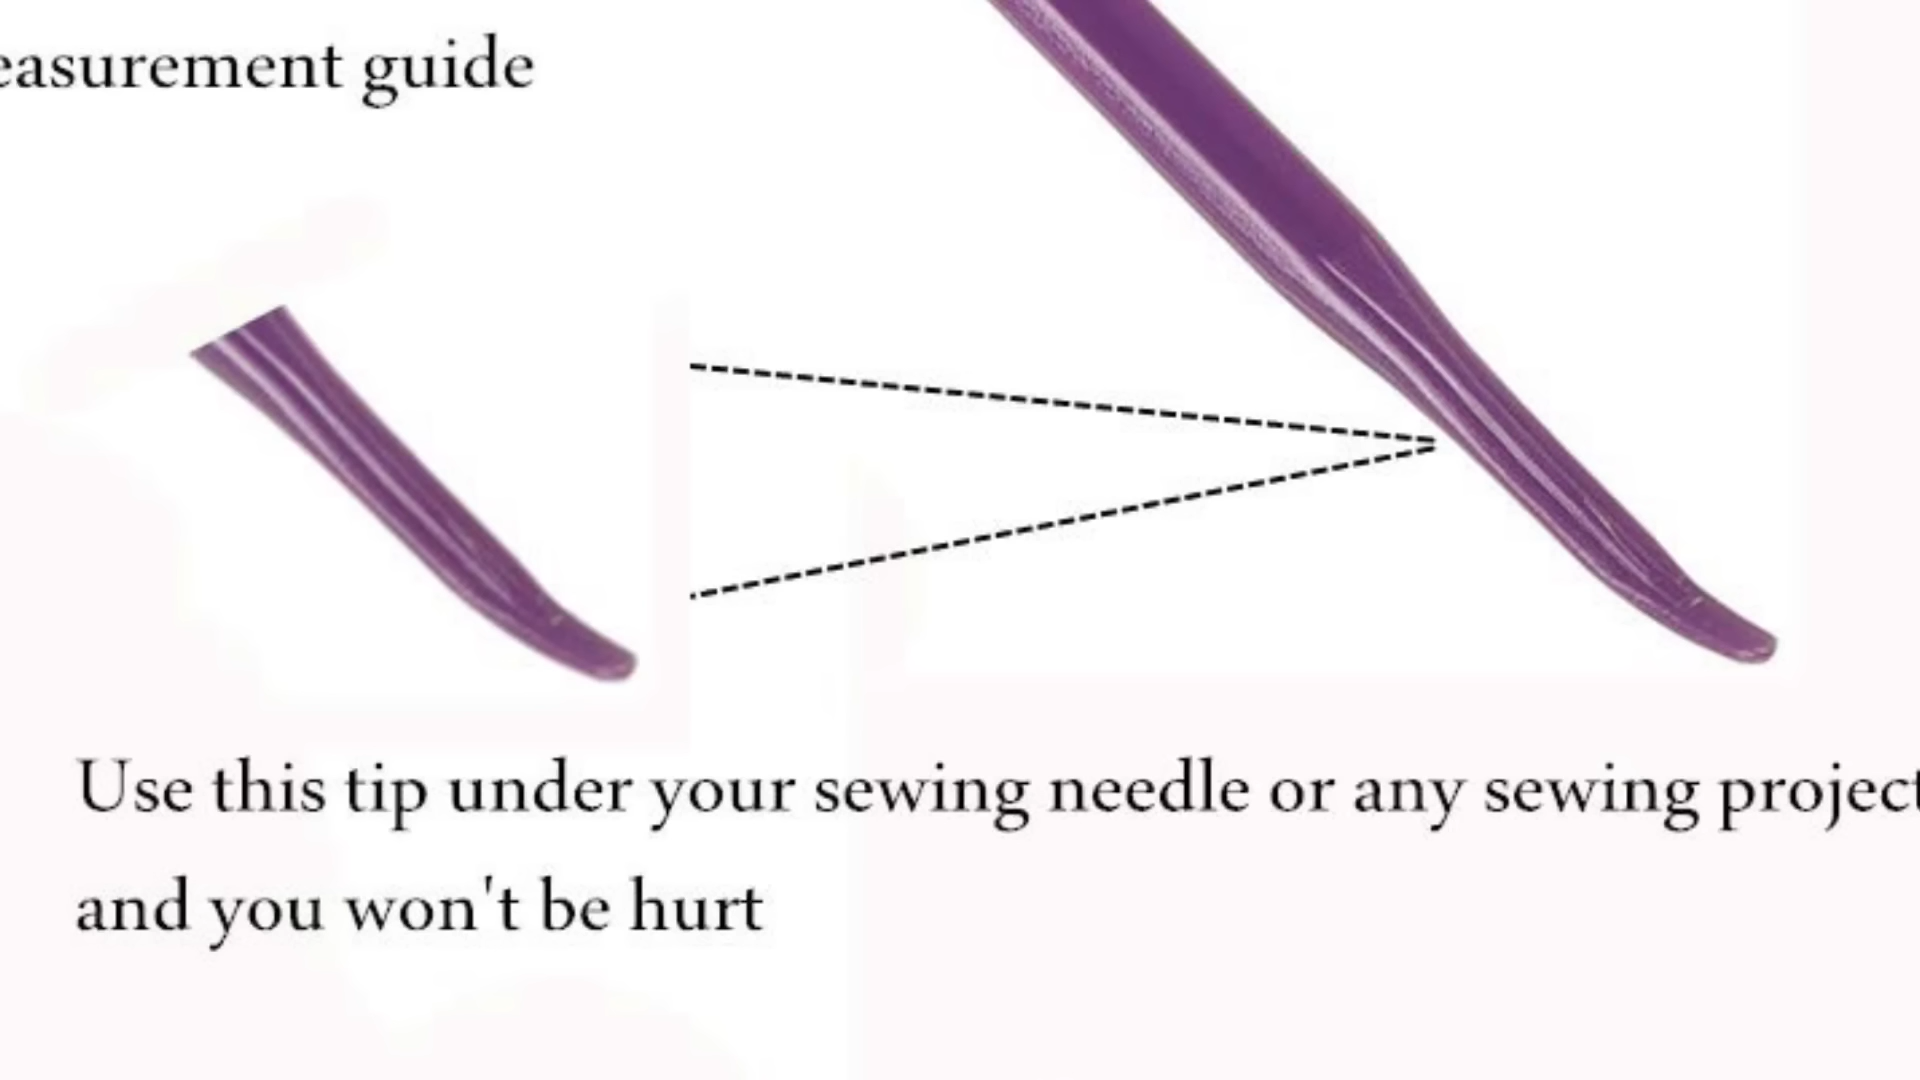 easurement guide
Use this tip under your sewing needle or any sewing project
and you won't be hurt